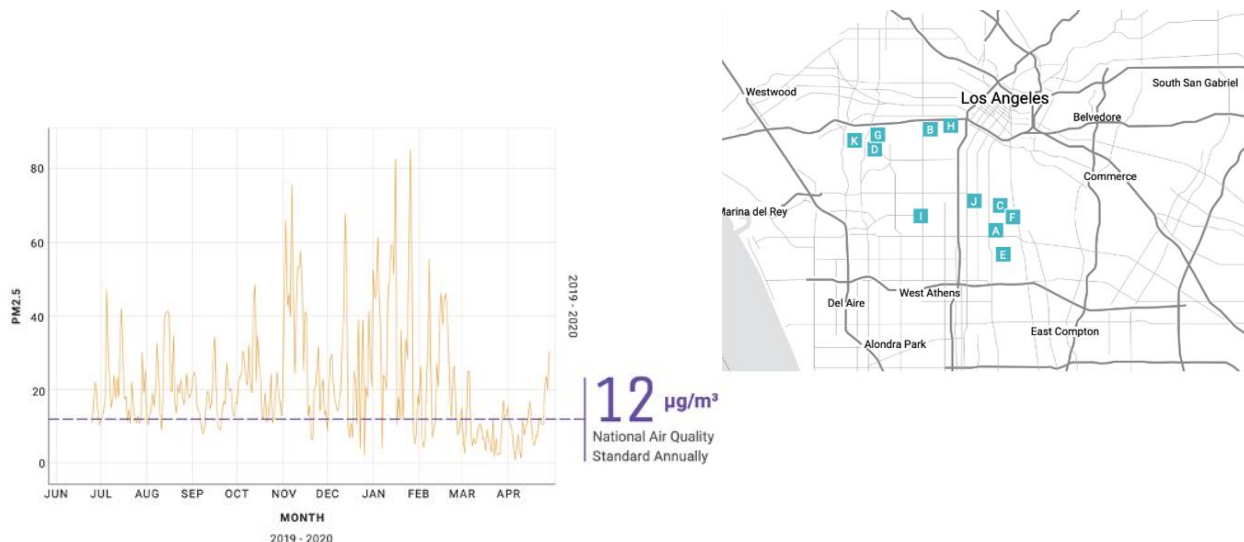 80
60
40
20
0
PM2.5
JUN JUL AUG SEP OCT NOV DEC JAN FEB MAR APR
MONTH
2019 - 2020
2019 - 2020
12 µg/m³
National Air Quality
Standard Annually
Los Angeles
South San Gabriel
Westwood
Belvedore
H
B
G
K
D
Commerce
J
C
Marina del Rey
I
F
A
E
West Athens
Del Aire
East Compton
Alondra Park